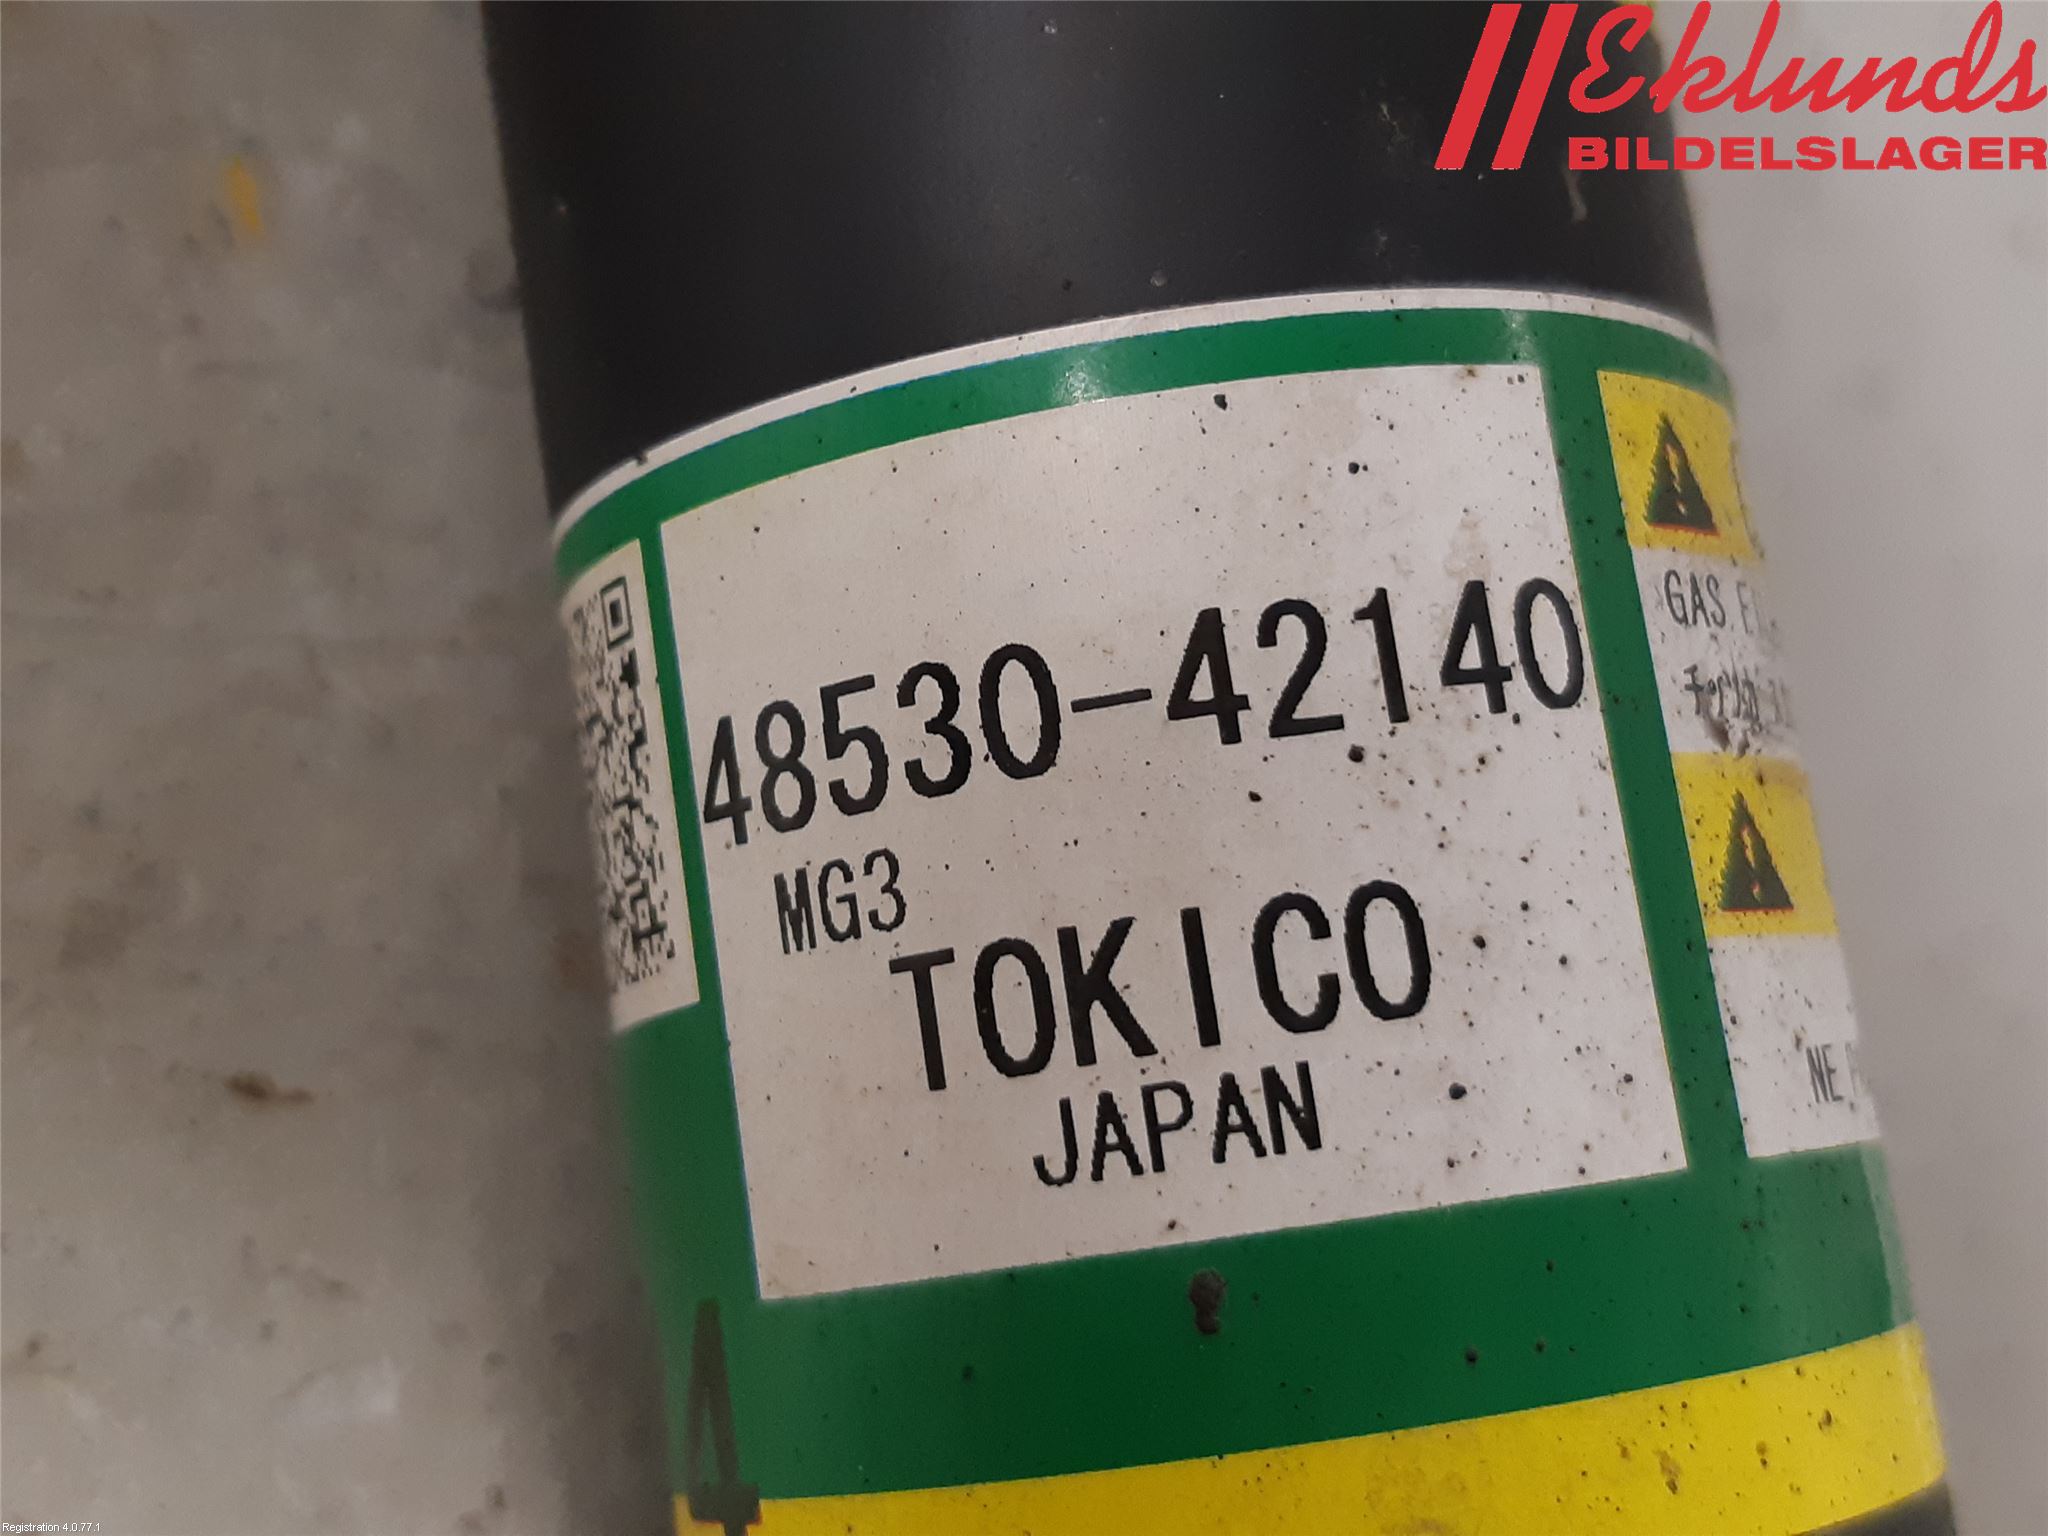 Eklunds
BILDELSLAGER
48530-42140
MG3
TOKICO
JAPAN
GAS
NE
Registration 4.0.77.1